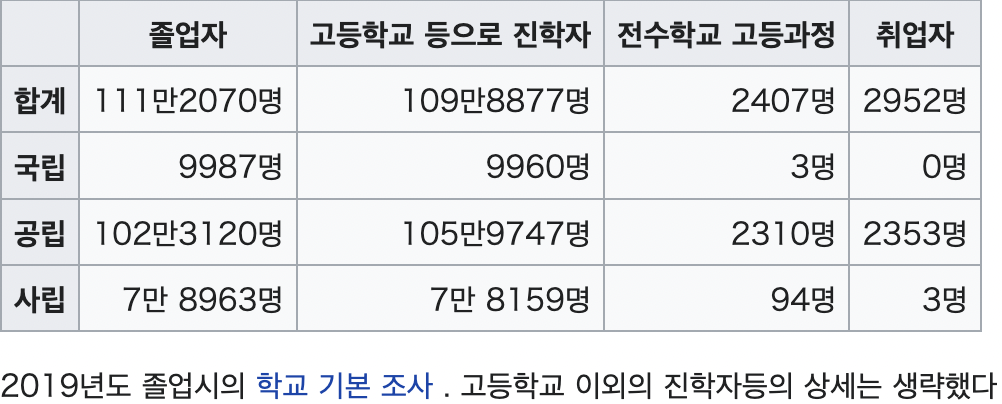 졸업자 고등학교 등으로 진학자 전수학교 고등과정 취업자
합계 111만2070명 109만8877명 2407명 2952명
국립 9987명 9960명 3명 0명
공립 102만3120명 105만9747명 2310명 2353명
사립 7만 8963명 7만 8159명 94명 3명
2019년도 졸업시의 학교 기본 조사 . 고등학교 이외의 진학자등의 상세는 생략했다